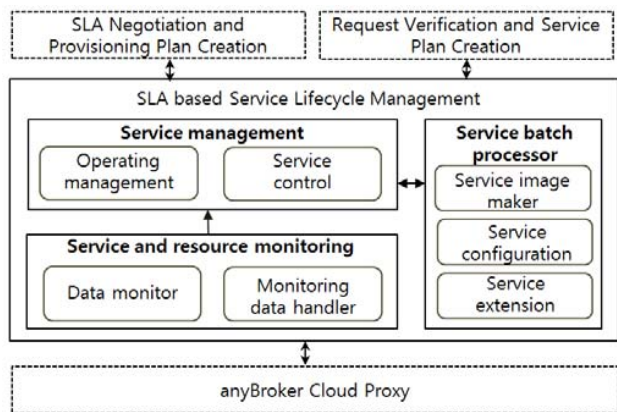 SLA Negotiation and
Provisioning Plan Creation
Request Verification and Service
Plan Creation
SLA based Service Lifecycle Management
Service management
Operating
management
Service
control
Service batch
processor
Service image
maker
Service
configuration
Service
extension
Service and resource monitoring
Data monitor
Monitoring
data handler
anyBroker Cloud Proxy